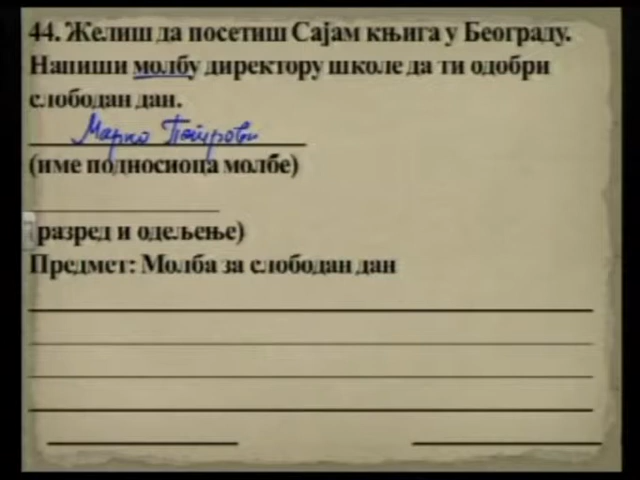 44. Желиш да посетиш Сајам књига у Београду.
Напиши молбу директору школе да ти одобри
слободан дан.
Марко Петрови
(име подносиоца молбе)
разред и одељење)
Предмет: Молба за слободан дан